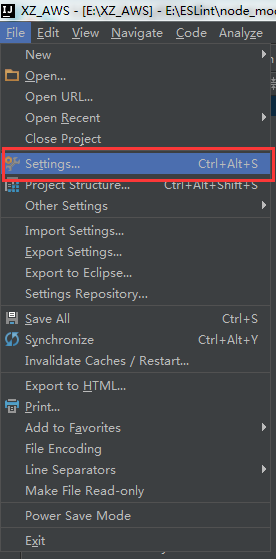 XZ_AWS - [E:\XZ_AWS] - E:\ESLint\node_mod
File Edit View Navigate Code Analyze
New
Open...
Open URL...
Open Recent
Close Project
Settings... Ctrl+Alt+S
Project Structure... Ctrl+Alt+Shift+S
Other Settings
Import Settings...
Export Settings...
Export to Eclipse...
Settings Repository...
Save All Ctrl+S
Synchronize Ctrl+Alt+Y
Invalidate Caches / Restart...
Export to HTML...
Print...
Add to Favorites
File Encoding
Line Separators
Make File Read-only
Power Save Mode
Exit